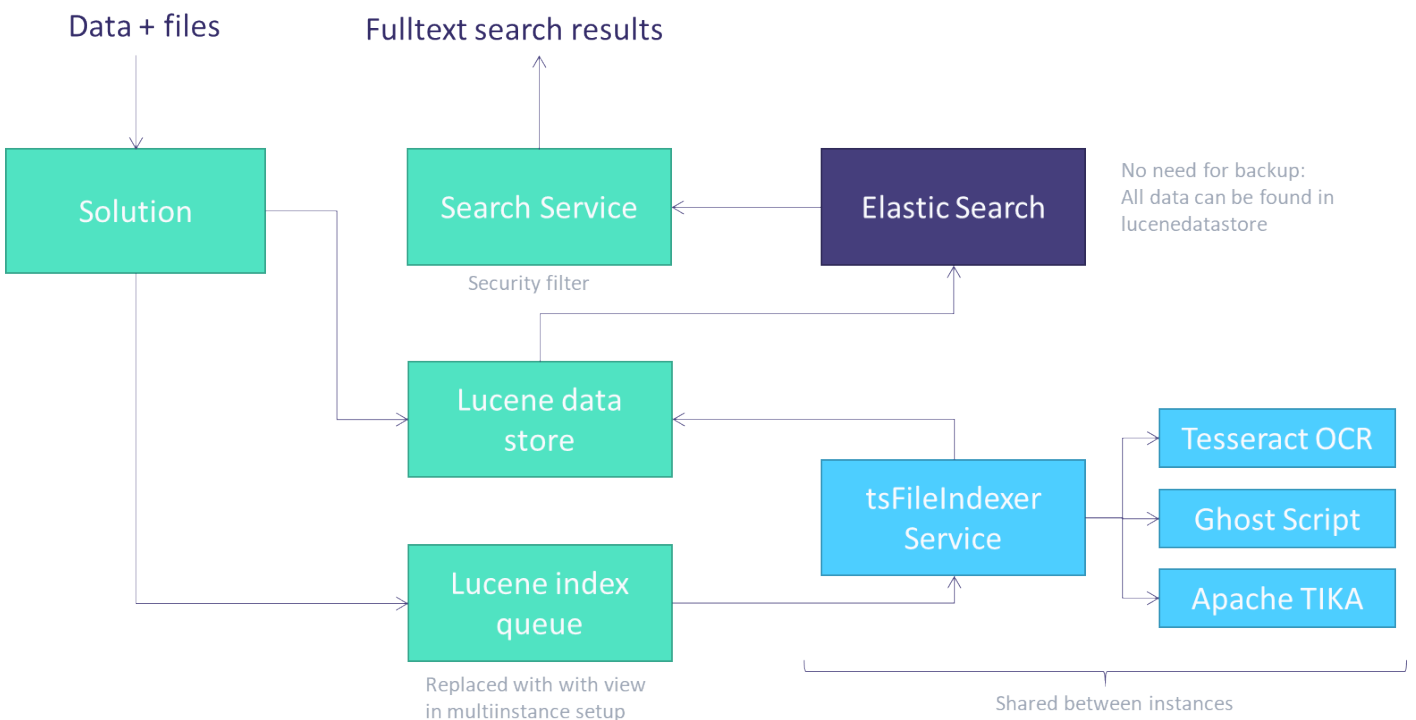 Data + files
Fulltext search results
Solution
Search Service
Elastic Search
No need for backup:
All data can be found in
lucenedatastore
Security filter
Lucene data
store
Tesseract OCR
tsFileIndexer
Service
Ghost Script
Lucene index
queue
Apache TIKA
Replaced with with view
in multiinstance setup
Shared between instances